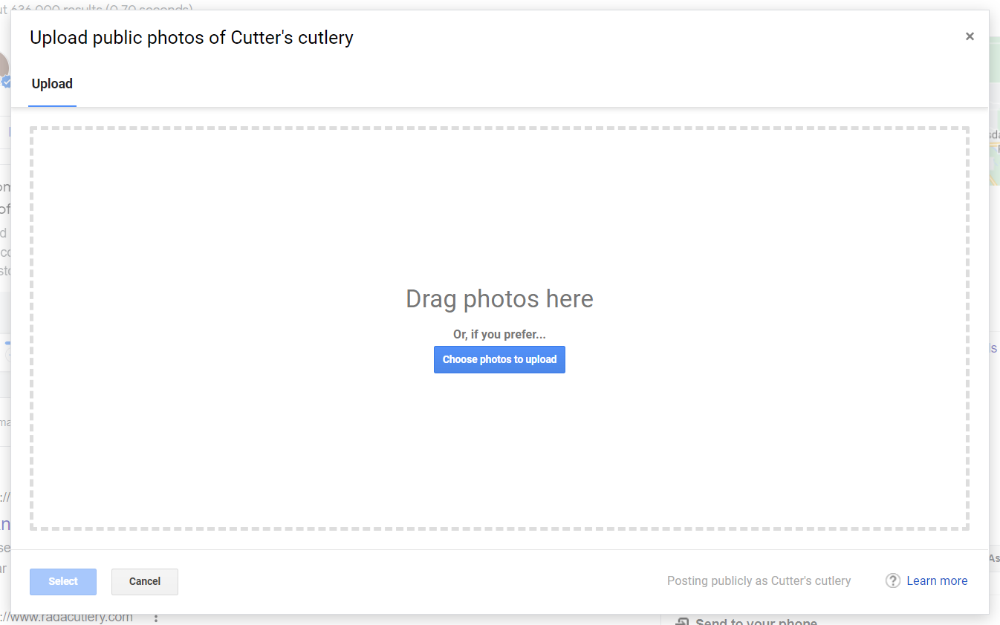 636,000 results (0.70 seconds)
Upload public photos of Cutter's cutlery
×
Upload
of
Drag photos here
Or, if you prefer...
Choose photos to upload
Select
Cancel
Posting publicly as Cutter's cutlery
?
Learn more
://www.radacutlery.com
Send to your phone